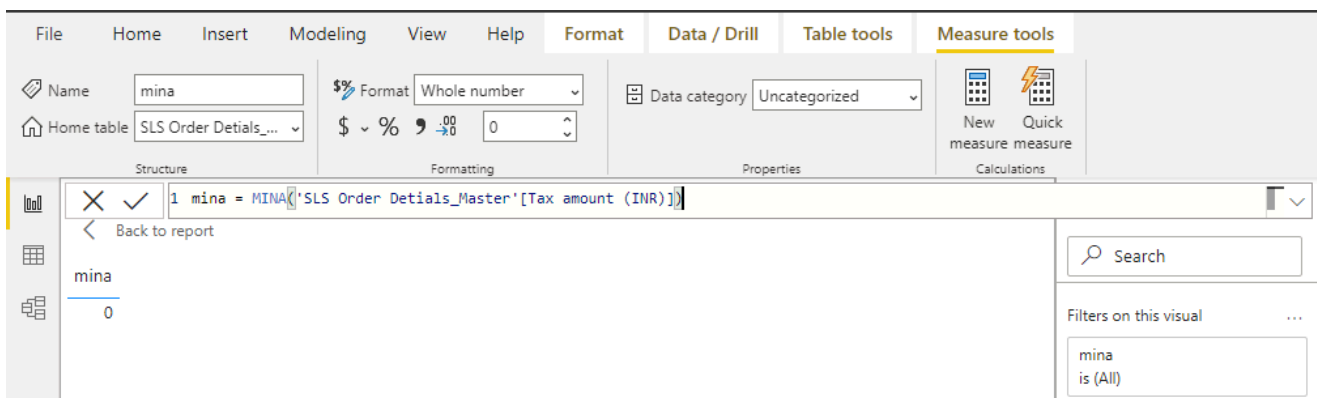 File Home Insert Modeling View Help Format Data / Drill Table tools Measure tools
Name mina
$% Format Whole number
Data category Uncategorized
Home table SLS Order Detials_...
$ % 9 .00 →0 0
New measure
Quick measure
Structure
Formatting
Properties
Calculations
1 mina = MINA('SLS Order Detials_Master'[Tax amount (INR)])
Back to report
Search
mina
0
Filters on this visual ...
mina
is (All)